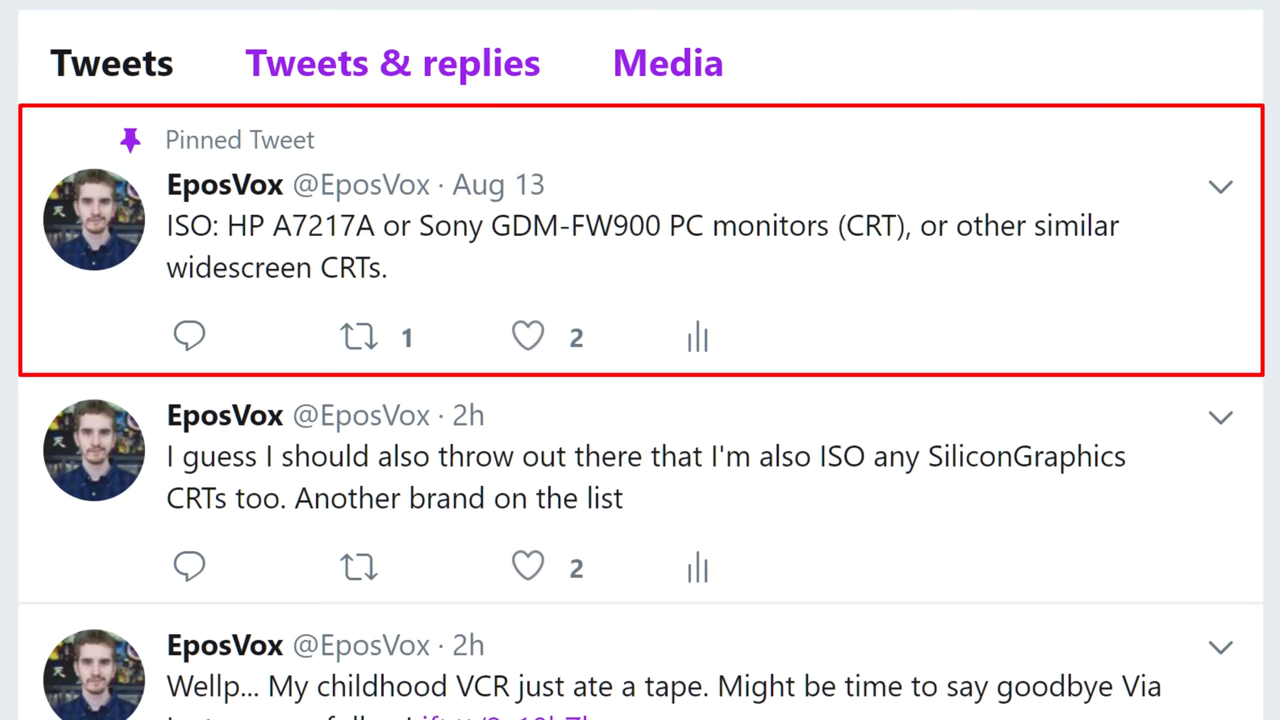 Tweets Tweets & replies Media
Pinned Tweet
EposVox @EposVox · Aug 13
ISO: HP A7217A or Sony GDM-FW900 PC monitors (CRT), or other similar
widescreen CRTs.
1 2
EposVox @EposVox · 2h
I guess I should also throw out there that I'm also ISO any SiliconGraphics
CRTs too. Another brand on the list
2
EposVox @EposVox · 2h
Wellp... My childhood VCR just ate a tape. Might be time to say goodbye Via